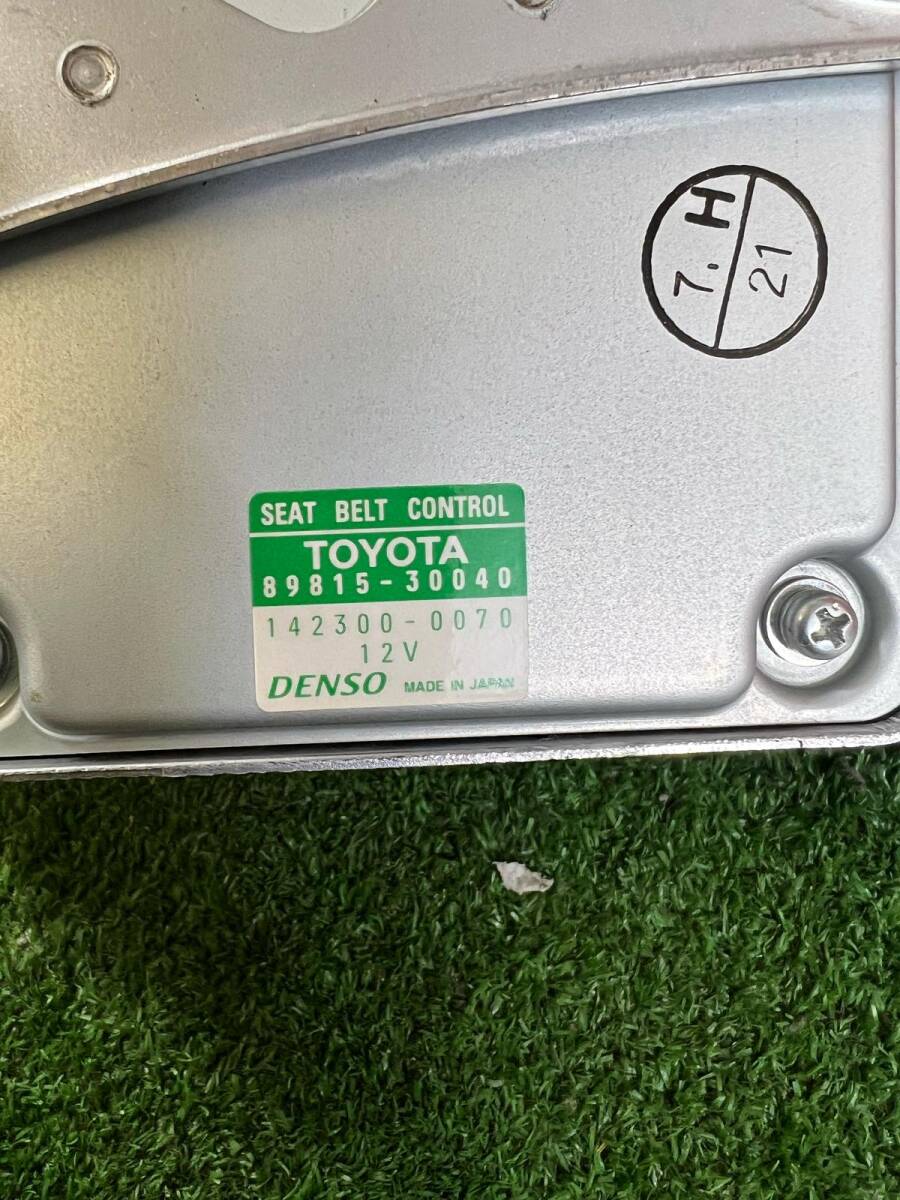 7. H
21
SEAT BELT CONTROL
TOYOTA
89815-30040
142300-0070
12V
DENSO MADE IN JAPAN